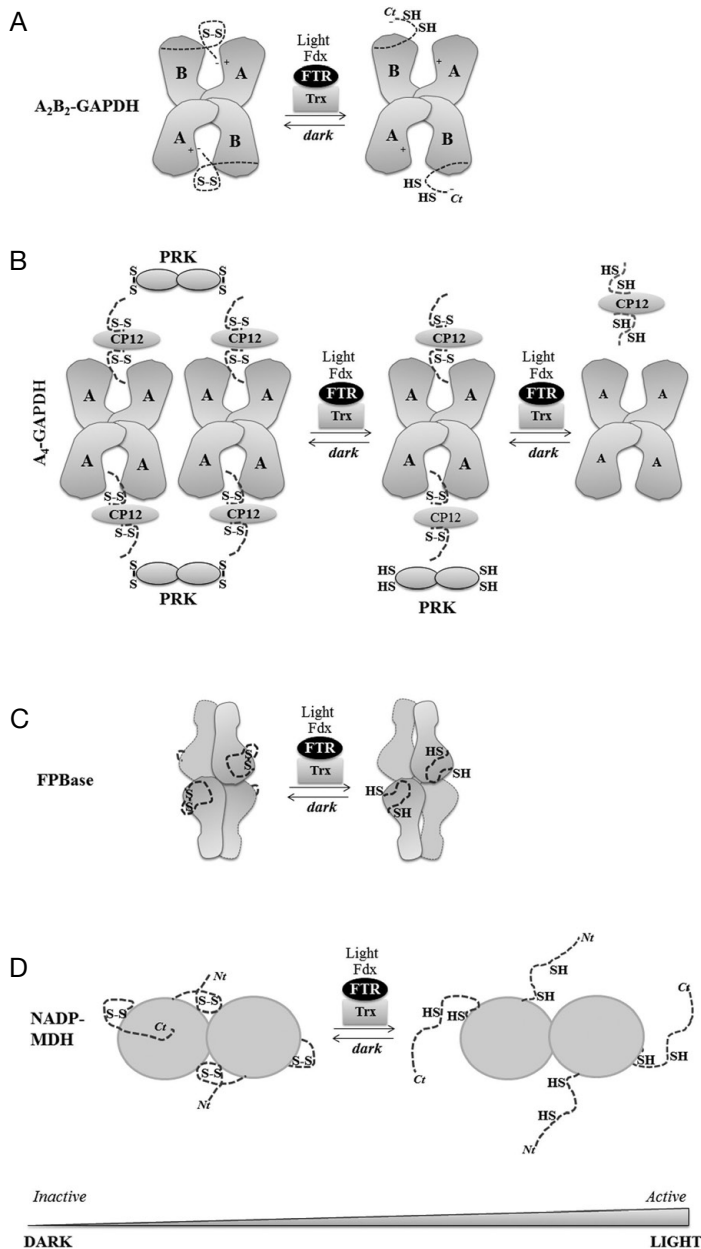 A
A₂B₂-GAPDH
S-S
-
+
B
A
A
+
-
B
S-S
Light
Fdx
FTR
Trx
dark
Ct
-
SH
SH
B
+
A
A
+
B
HS
HS
-
Ct
B
A₄-GAPDH
PRK
S
S
S
S
S-S
CP12
S-S
S-S
CP12
S-S
A
A
A
A
A
A
A
A
S-S
CP12
S-S
S-S
CP12
S-S
S
S
S
S
PRK
Light
Fdx
FTR
Trx
dark
S-S
CP12
S-S
A
A
A
A
S-S
CP12
S-S
HS
HS
SH
SH
PRK
Light
Fdx
FTR
Trx
dark
HS
SH
CP12
SH
SH
A
A
A
A
C
FPBase
S
S
S
S
Light
Fdx
FTR
Trx
dark
HS
SH
HS
SH
D
NADP-
MDH
S-S
Ct
Nt
S-S
S-S
S-S
Nt
Light
Fdx
FTR
Trx
dark
Nt
SH
SH
HS
HS
Ct
Ct
SH
SH
HS
HS
Nt
Inactive
Active
DARK
LIGHT